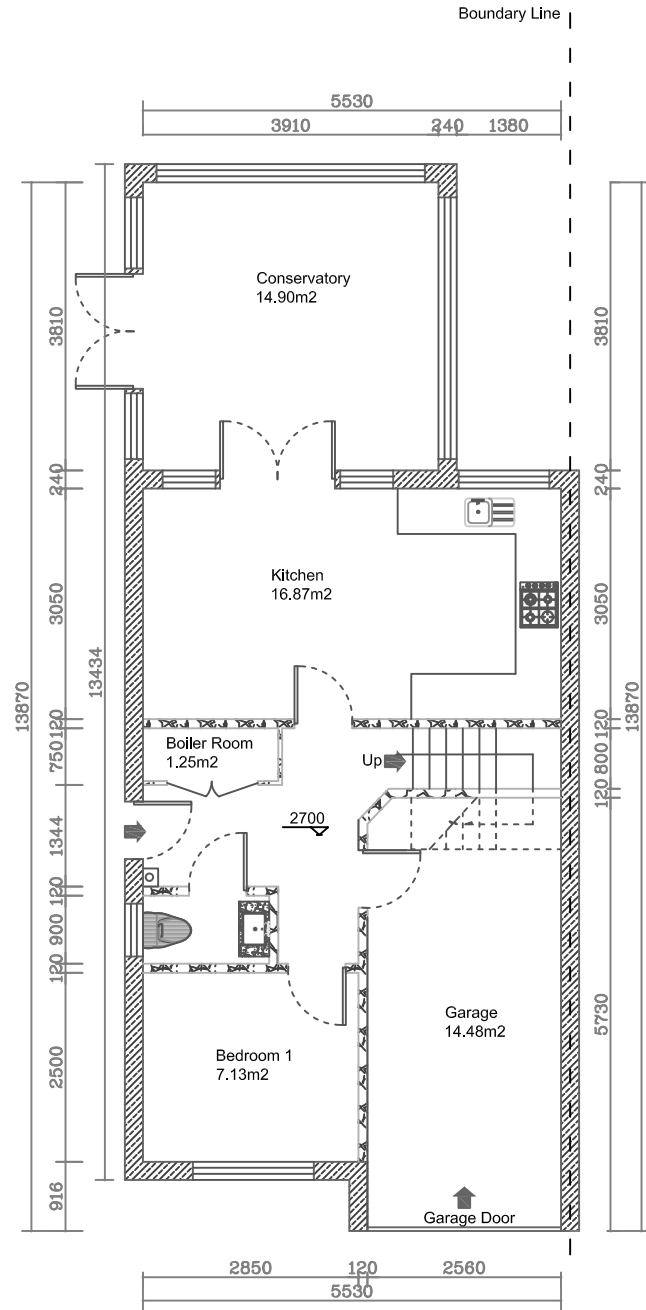 Boundary Line
5530
3910 240 1380
Conservatory
14.90m2
3810
3810
240
240
Kitchen
16.87m2
3050
3050
13434
13870
13870
120
120
Boiler Room
1.25m2
750
Up
800
120
2700
1344
120
900
120
Garage
14.48m2
5730
Bedroom 1
7.13m2
2500
916
Garage Door
2850 120 2560
5530